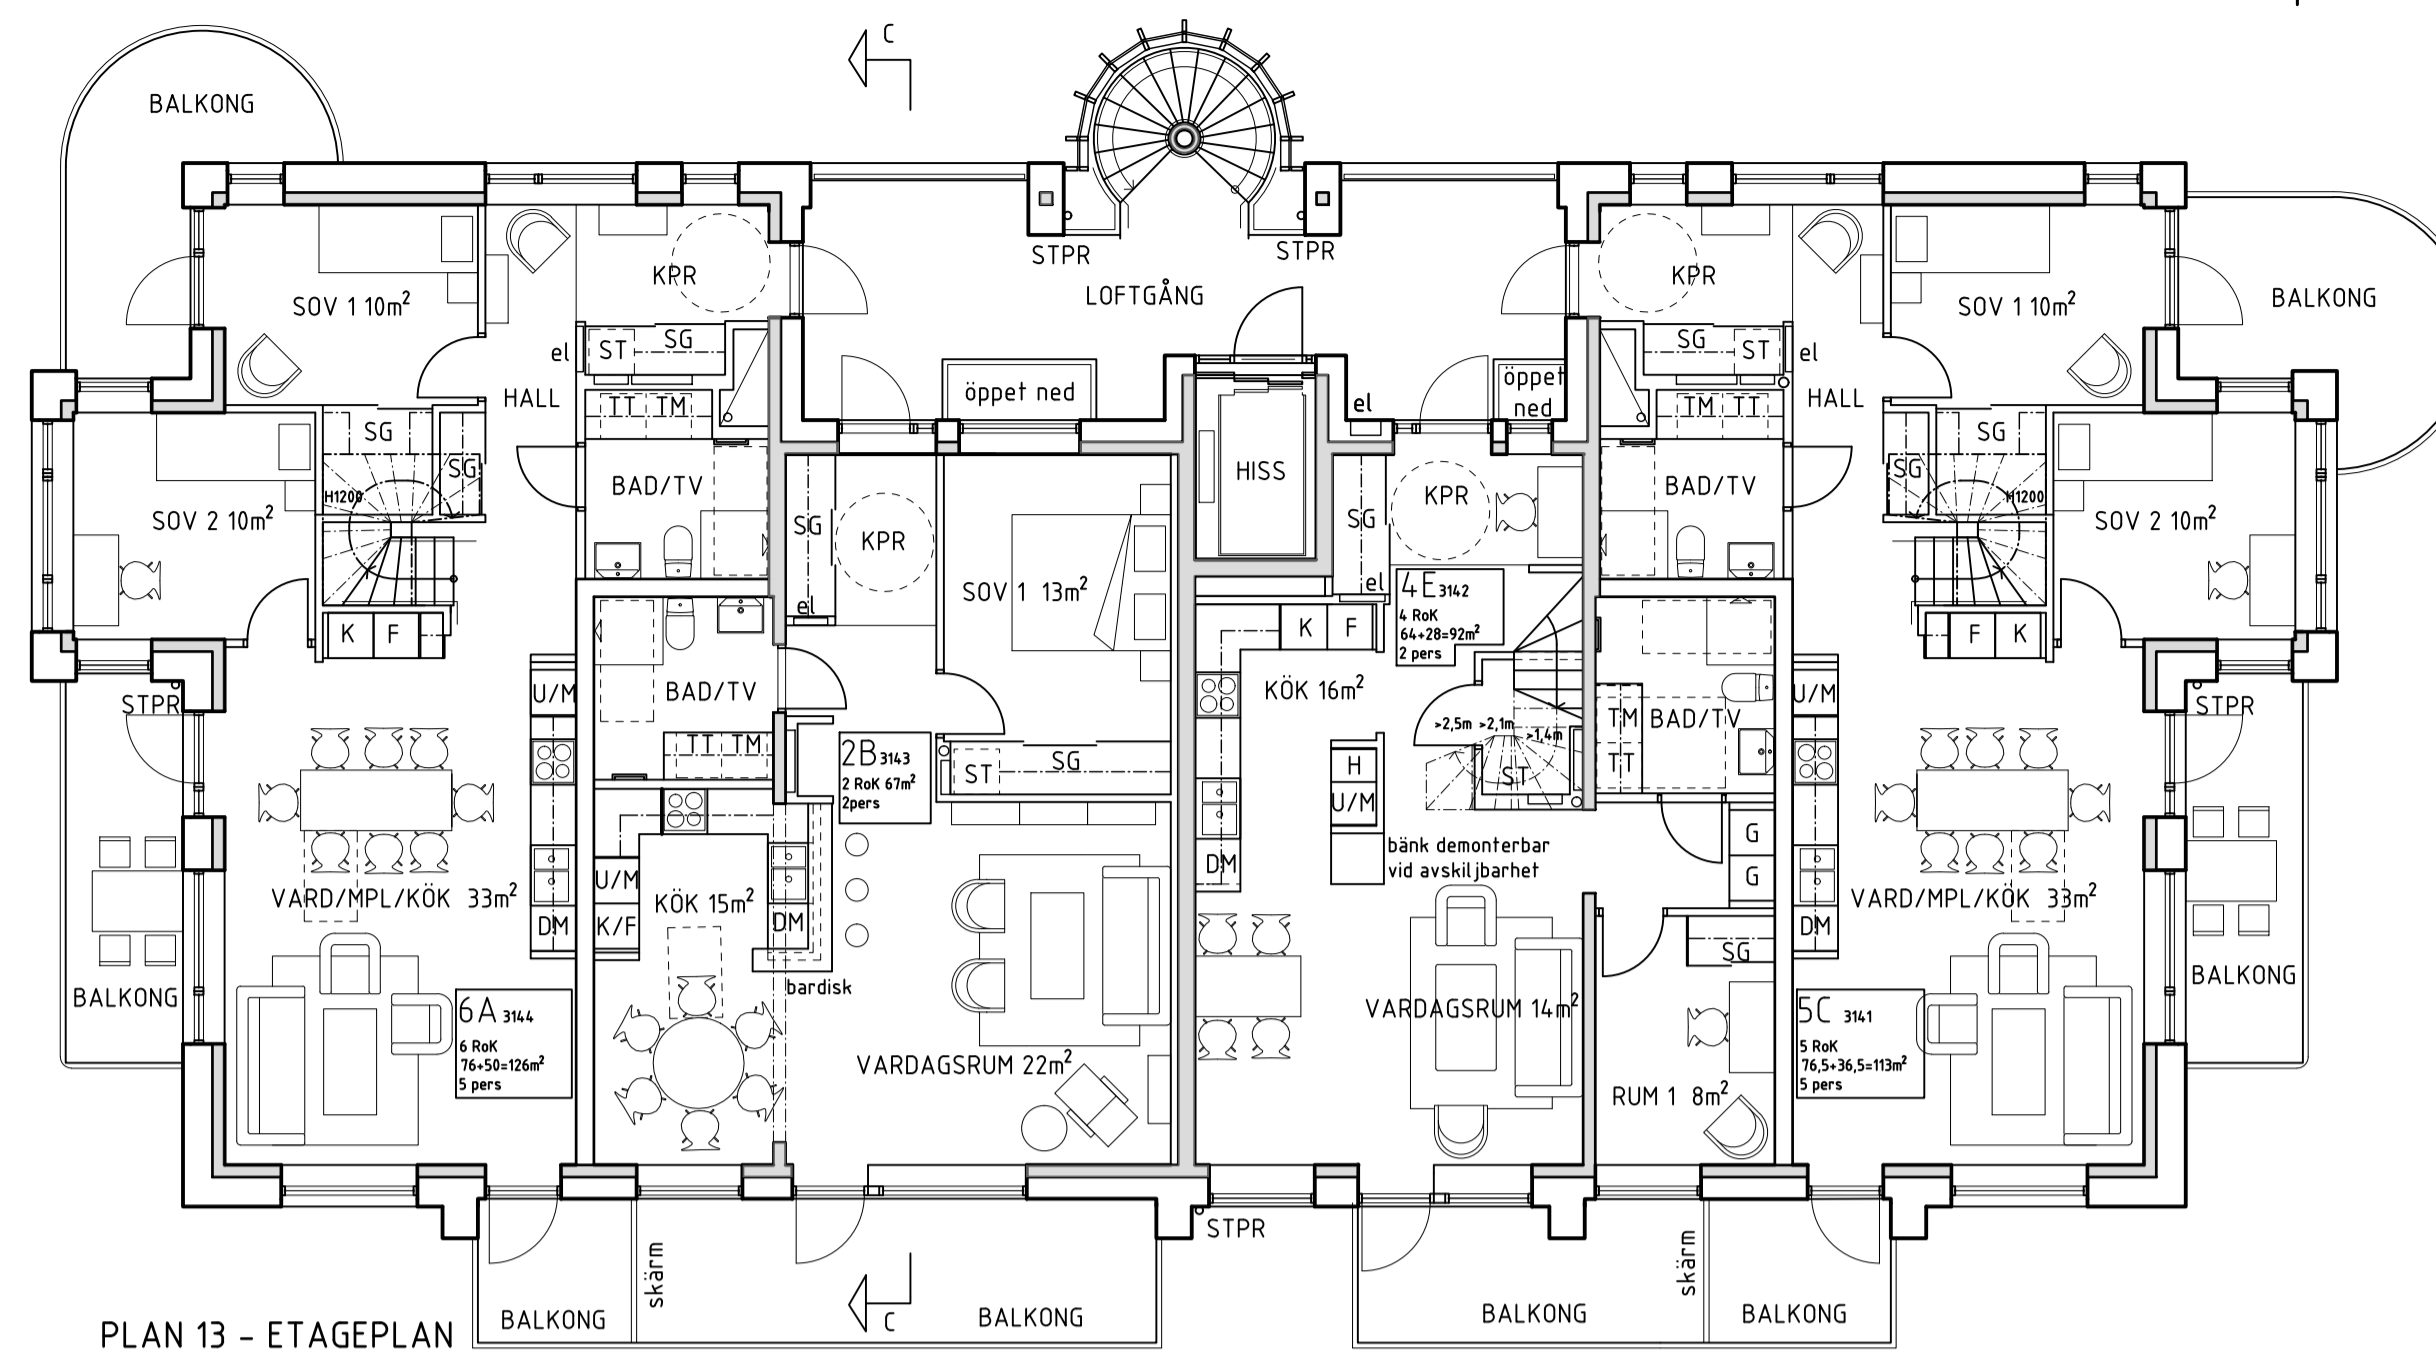 C
BALKONG
STPR
STPR
LOFTGÅNG
KPR
KPR
SOV 1 10m²
SOV 1 10m²
BALKONG
el
ST
SG
SG
ST
el
HALL
HALL
TT
TM
TM
TT
öppet ned
öppet
ned
el
SG
SG
SG
SG
H1200
H1200
BAD/TV
BAD/TV
HISS
SOV 2 10m²
SOV 2 10m²
SG
KPR
SG
KPR
el
el
SOV 1 13m²
4E 3142
4 RoK
64+28=92m²
2 pers
K
F
K
F
F
K
U/M
BAD/TV
KÖK 16m²
U/M
STPR
STPR
>2,5m
>2,1m
>1,4m
TM
BAD/TV
TT
TT
TM
2B 3143
2 RoK 67m²
2pers
ST
SG
H
U/M
ST
G
G
bänk demonterbar
vid avskiljbarhet
DM
VARD/MPL/KÖK 33m²
VARD/MPL/KÖK 33m²
U/M
KÖK 15m²
DM
K/F
DM
DM
SG
bardisk
BALKONG
BALKONG
6A 3144
6 RoK
76+50=126m²
5 pers
VARDAGSRUM 14m²
5C 3141
5 RoK
76,5+36,5=113m²
5 pers
VARDAGSRUM 22m²
RUM 1 8m²
STPR
skärm
skärm
C
BALKONG
BALKONG
BALKONG
BALKONG
PLAN 13 - ETAGEPLAN